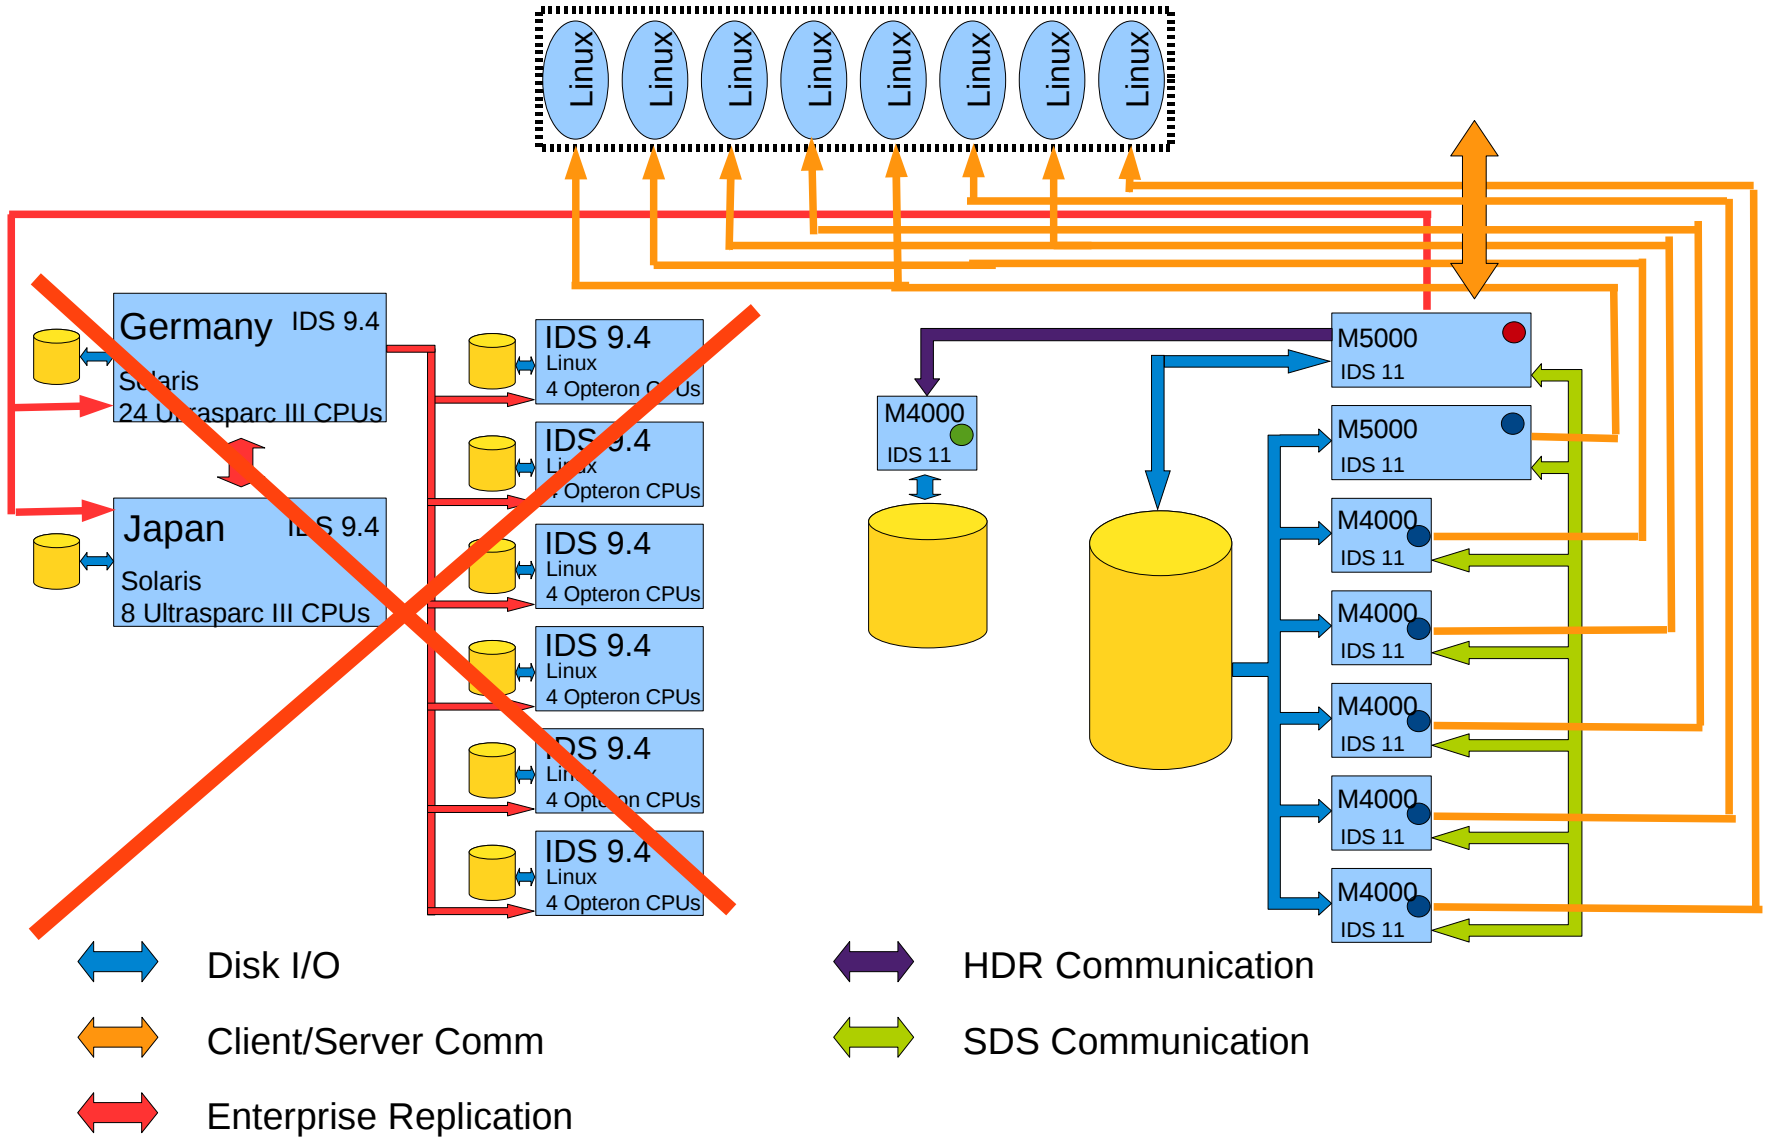 Linux
Linux
Linux
Linux
Linux
Linux
Linux
Linux
Germany IDS 9.4
Solaris
24 Ultrasparc III CPUs
Japan IDS 9.4
Solaris
8 Ultrasparc III CPUs
IDS 9.4
Linux
4 Opteron CPUs
IDS 9.4
Linux
4 Opteron CPUs
IDS 9.4
Linux
4 Opteron CPUs
IDS 9.4
Linux
4 Opteron CPUs
IDS 9.4
Linux
4 Opteron CPUs
IDS 9.4
Linux
4 Opteron CPUs
M4000
IDS 11
M5000
IDS 11
M5000
IDS 11
M4000
IDS 11
M4000
IDS 11
M4000
IDS 11
M4000
IDS 11
M4000
IDS 11
Disk I/O
Client/Server Comm
Enterprise Replication
HDR Communication
SDS Communication